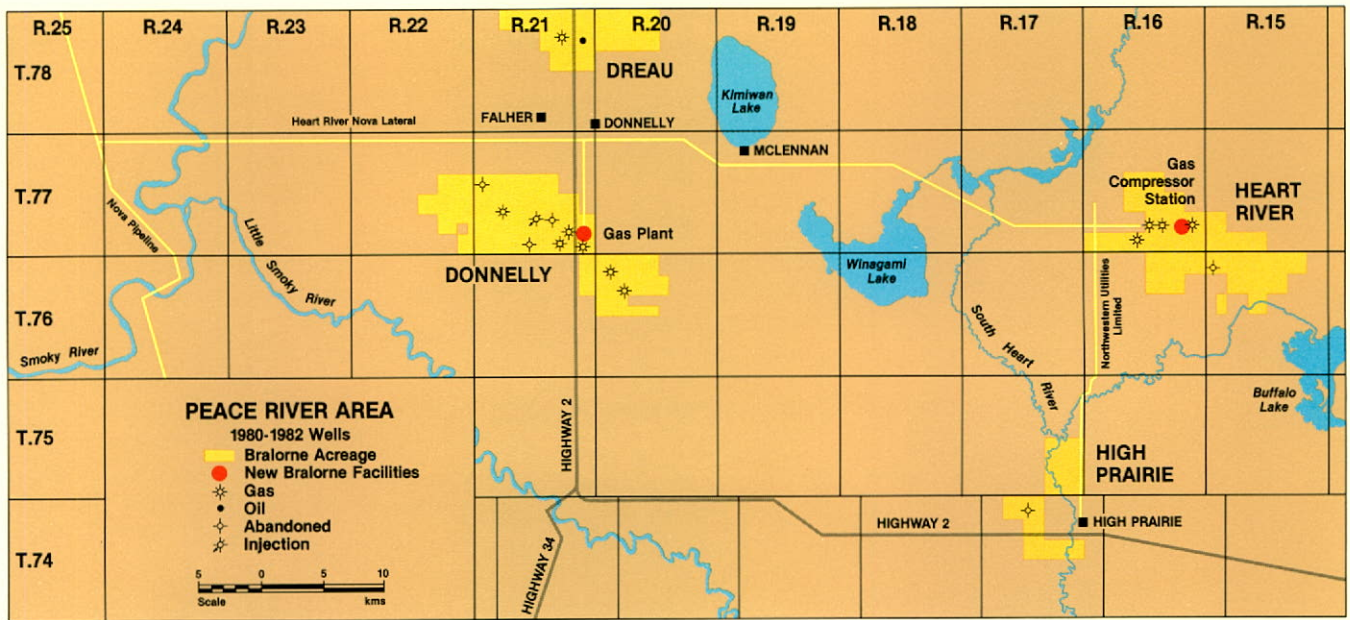 R.25
R.24
R.23
R.22
R.21
R.20
R.19
R.18
R.17
R.16
R.15
T.78
DREAU
Kimiwan
Lake
Heart River Nova Lateral
FALHER
DONNELLY
MCLENNAN
T.77
Gas
Compressor
Station
HEART
RIVER
Nova Pipeline
Little
Smoky River
Gas Plant
DONNELLY
Winagami
Lake
T.76
Smoky River
South Heart
River
Northwestern Utilities
Limited
Buffalo
Lake
PEACE RIVER AREA
1980-1982 Wells
Bralorne Acreage
New Bralorne Facilities
Gas
Oil
Abandoned
Injection
5 0 5 10
Scale kms
T.75
HIGHWAY 2
HIGH
PRAIRIE
HIGHWAY 2
HIGH PRAIRIE
T.74
HIGHWAY 34